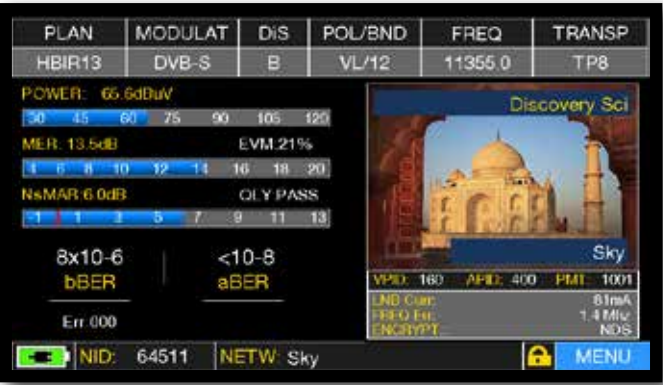 PLAN MODULAT DiS POL/BND FREQ TRANSP
HBIR13 DVB-S B VL/12 11355.0 TP8
POWER: 65.6dBuV
30 45 60 75 90 105 120
MER: 13.5dB EVM:21%
4 6 8 10 12 14 16 18 20
NsMAR:6.0dB QLY PASS
-1 1 3 5 7 9 11 13
8x10-6 <10-8
bBER aBER
Err.000
Discovery Sci
Sky
VPID: 160 APID: 400 PMT: 1001
LND Curr: 81mA
FREQ Err: 1.4 Mhz
ENCRYPT.: NDS
NID: 64511 NETW: Sky MENU